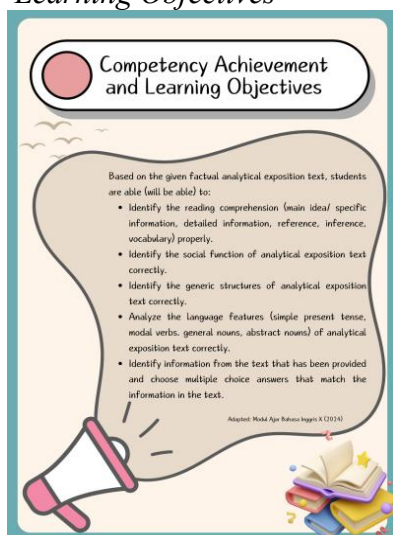 Learning Objectives
Competency Achievement
and Learning Objectives
Based on the given factual analytical exposition text, students
are able (will be able) to:
• Identify the reading comprehension (main idea/ specific
information, detailed information, reference, inference,
vocabulary) properly.
• Identify the social function of analytical exposition text
correctly.
• Identify the generic structures of analytical exposition
text correctly.
• Analyze the language features (simple present tense,
modal verbs. general nouns, abstract nouns) of analytical
exposition text correctly.
• Identify information from the text that has been provided
and choose multiple choice answers that match the
information in the text.
Adapted: Modul Ajar Bahasa Inggris X (2024)